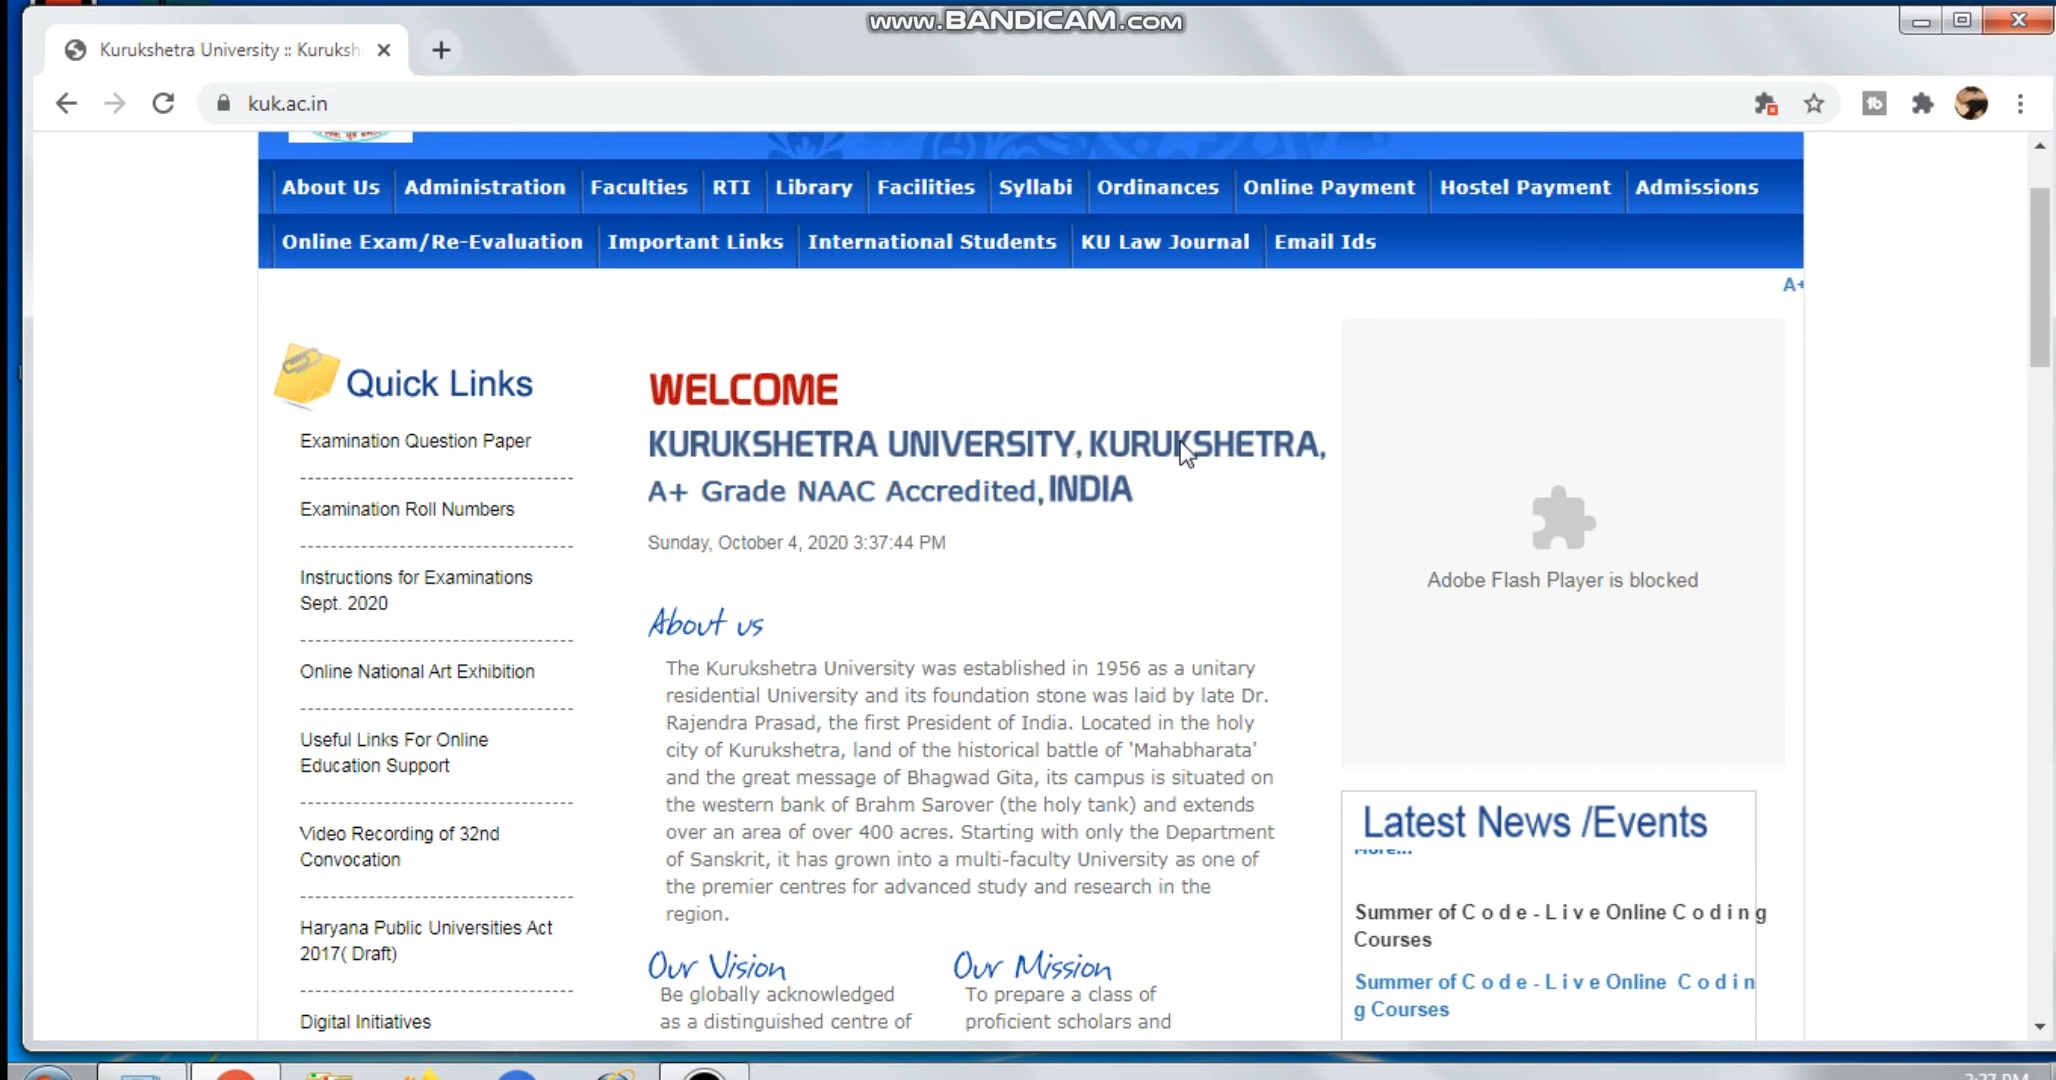 www.BANDICAM.com
Kurukshetra University :: Kuruksh
kuk.ac.in
About Us
Administration
Faculties
RTI
Library
Facilities
Syllabi
Ordinances
Online Payment
Hostel Payment
Admissions
Online Exam/Re-Evaluation
Important Links
International Students
KU Law Journal
Email Ids
A+
Quick Links
Examination Question Paper
Examination Roll Numbers
Instructions for Examinations
Sept. 2020
Online National Art Exhibition
Useful Links For Online
Education Support
Video Recording of 32nd
Convocation
Haryana Public Universities Act
2017( Draft)
Digital Initiatives
WELCOME
KURUKSHETRA UNIVERSITY, KURUKSHETRA,
A+ Grade NAAC Accredited, INDIA
Sunday, October 4, 2020 3:37:44 PM
About us
The Kurukshetra University was established in 1956 as a unitary
residential University and its foundation stone was laid by late Dr.
Rajendra Prasad, the first President of India. Located in the holy
city of Kurukshetra, land of the historical battle of 'Mahabharata'
and the great message of Bhagwad Gita, its campus is situated on
the western bank of Brahm Sarover (the holy tank) and extends
over an area of over 400 acres. Starting with only the Department
of Sanskrit, it has grown into a multi-faculty University as one of
the premier centres for advanced study and research in the
region.
Our Vision
Be globally acknowledged
as a distinguished centre of
Our Mission
To prepare a class of
proficient scholars and
Adobe Flash Player is blocked
Latest News /Events
Summer of C o d e - L i v e Online C o d i n g
Courses
Summer of C o d e - L i v e Online C o d i n
g Courses